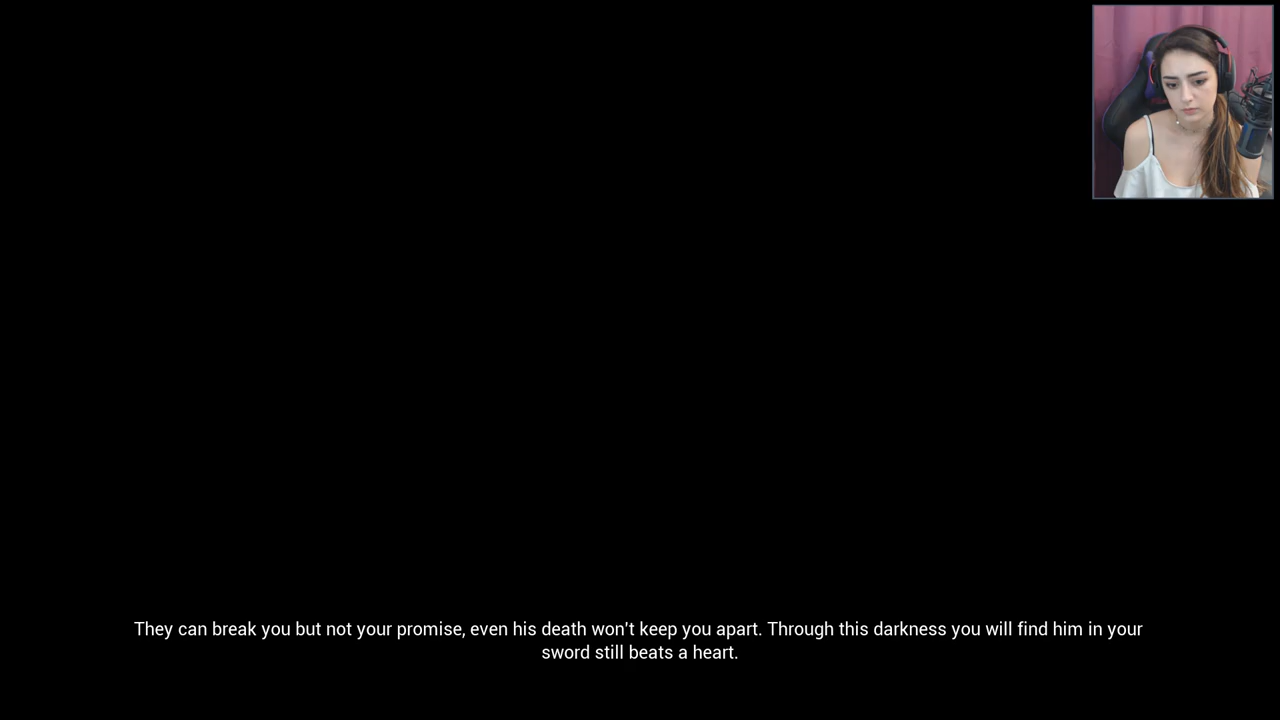 They can break you but not your promise, even his death won't keep you apart. Through this darkness you will find him in your
sword still beats a heart.